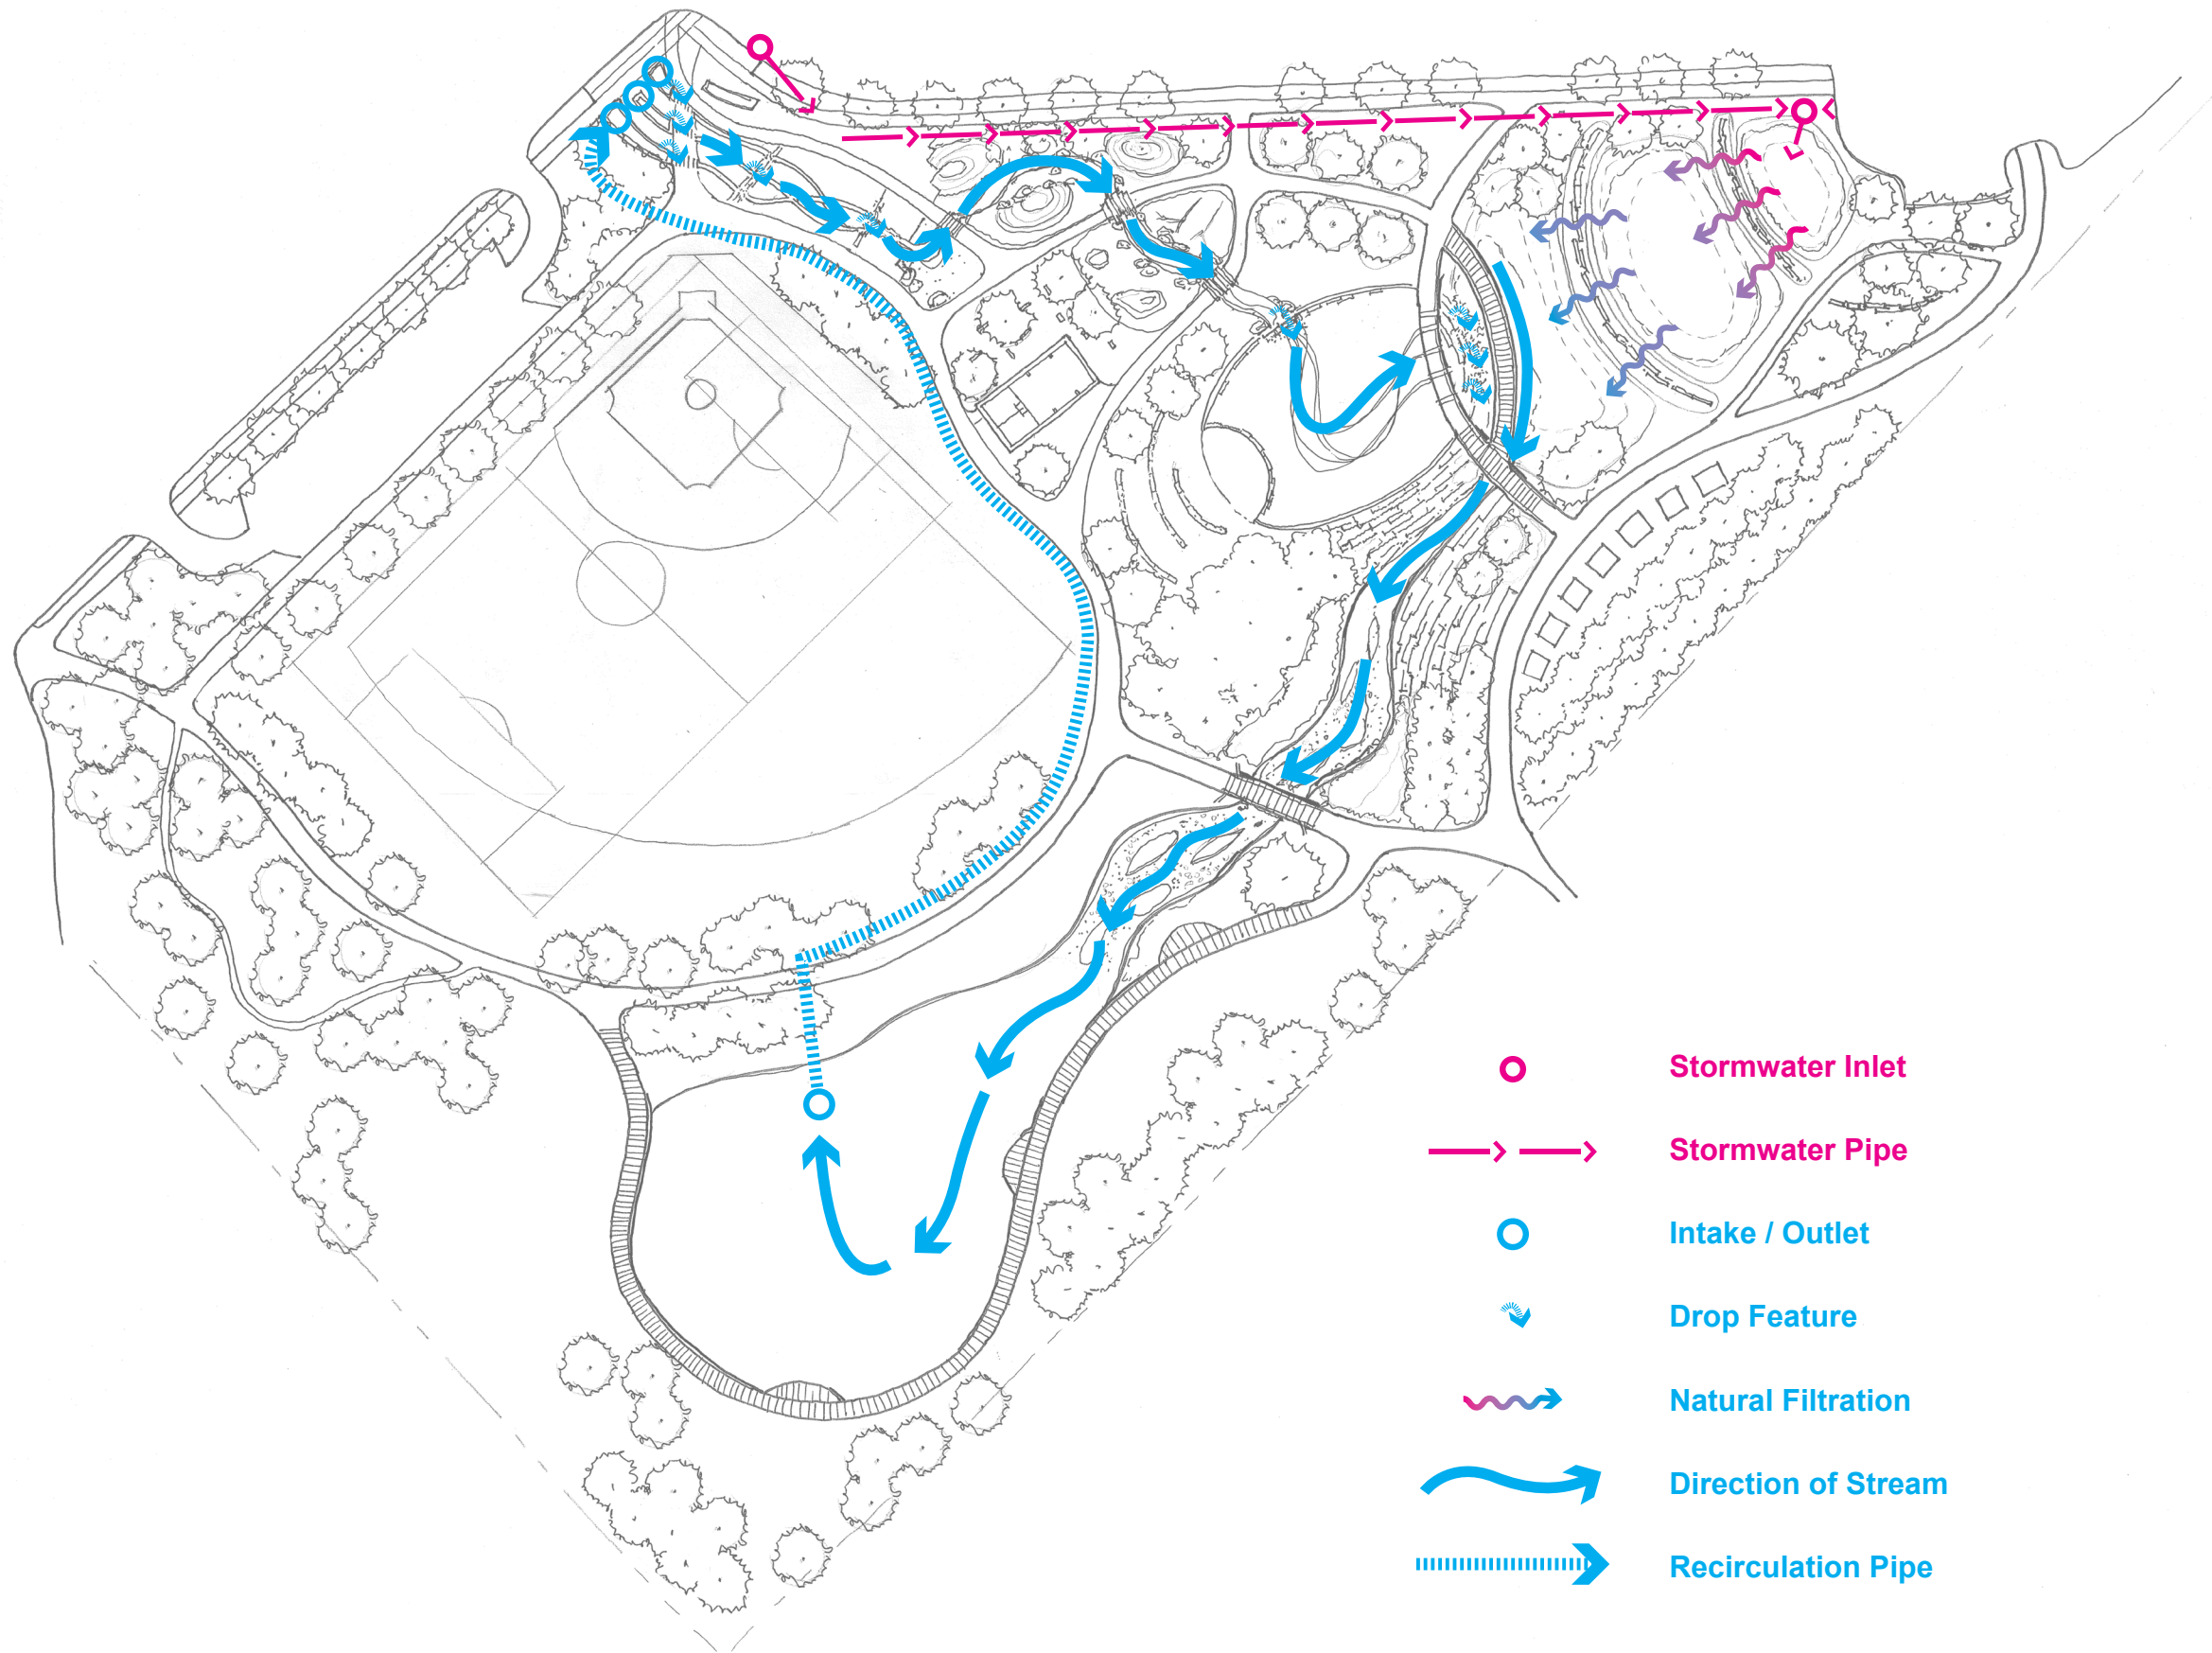 Stormwater Inlet
Stormwater Pipe
Intake / Outlet
Drop Feature
Natural Filtration
Direction of Stream
Recirculation Pipe